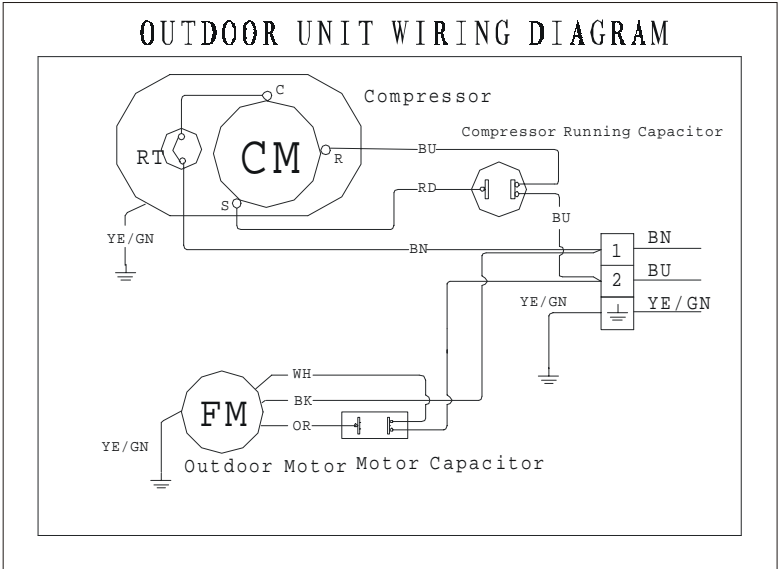 OUTDOOR UNIT WIRING DIAGRAM
C
Compressor
Compressor Running Capacitor
RT
CM
R
BU
RD
S
BU
YE/GN
BN
1
BN
2
BU
YE/GN
YE/GN
WH
FM
BK
OR
YE/GN
Outdoor Motor
Motor Capacitor